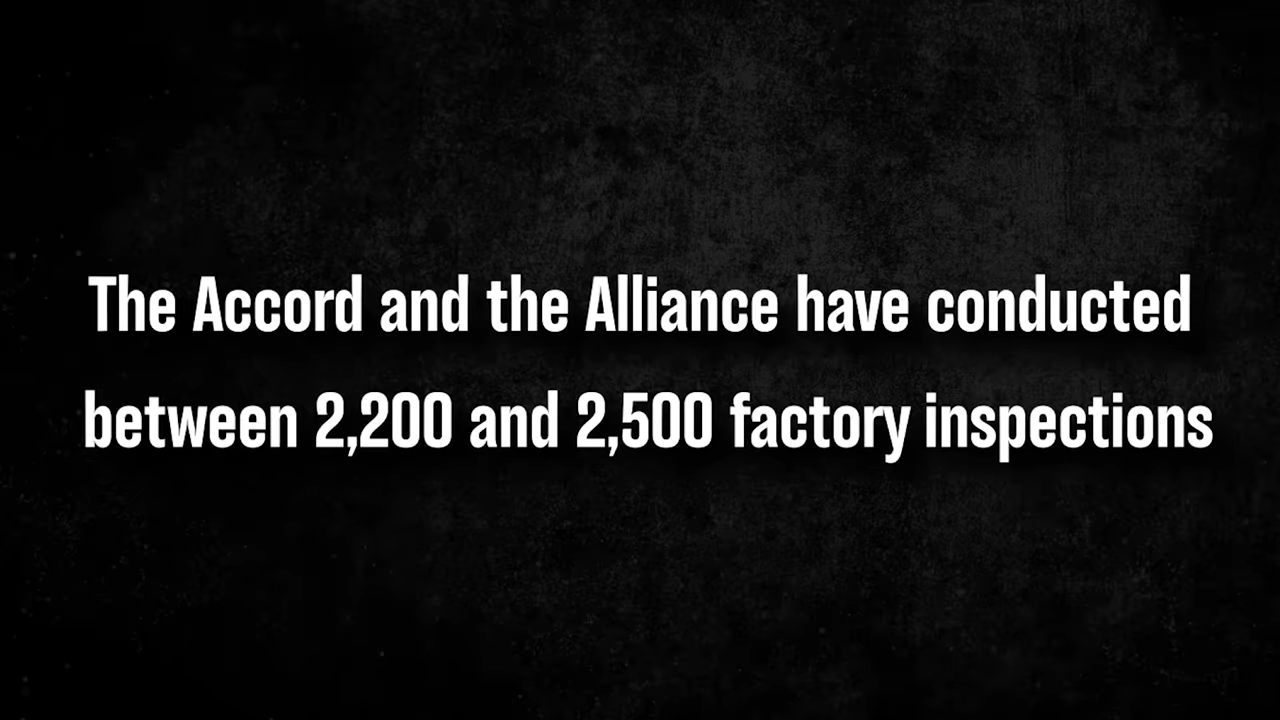 The Accord and the Alliance have conducted
between 2,200 and 2,500 factory inspections